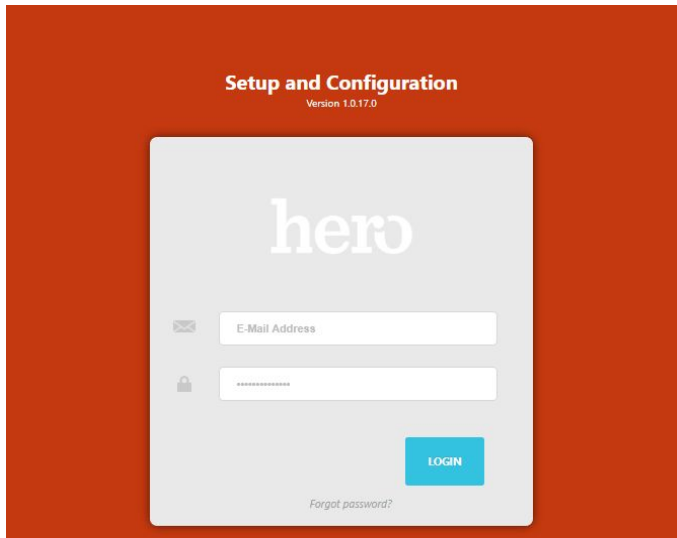 Setup and Configuration
Version 1.0.17.0
hero
E-Mail Address
LOGIN
Forgot password?